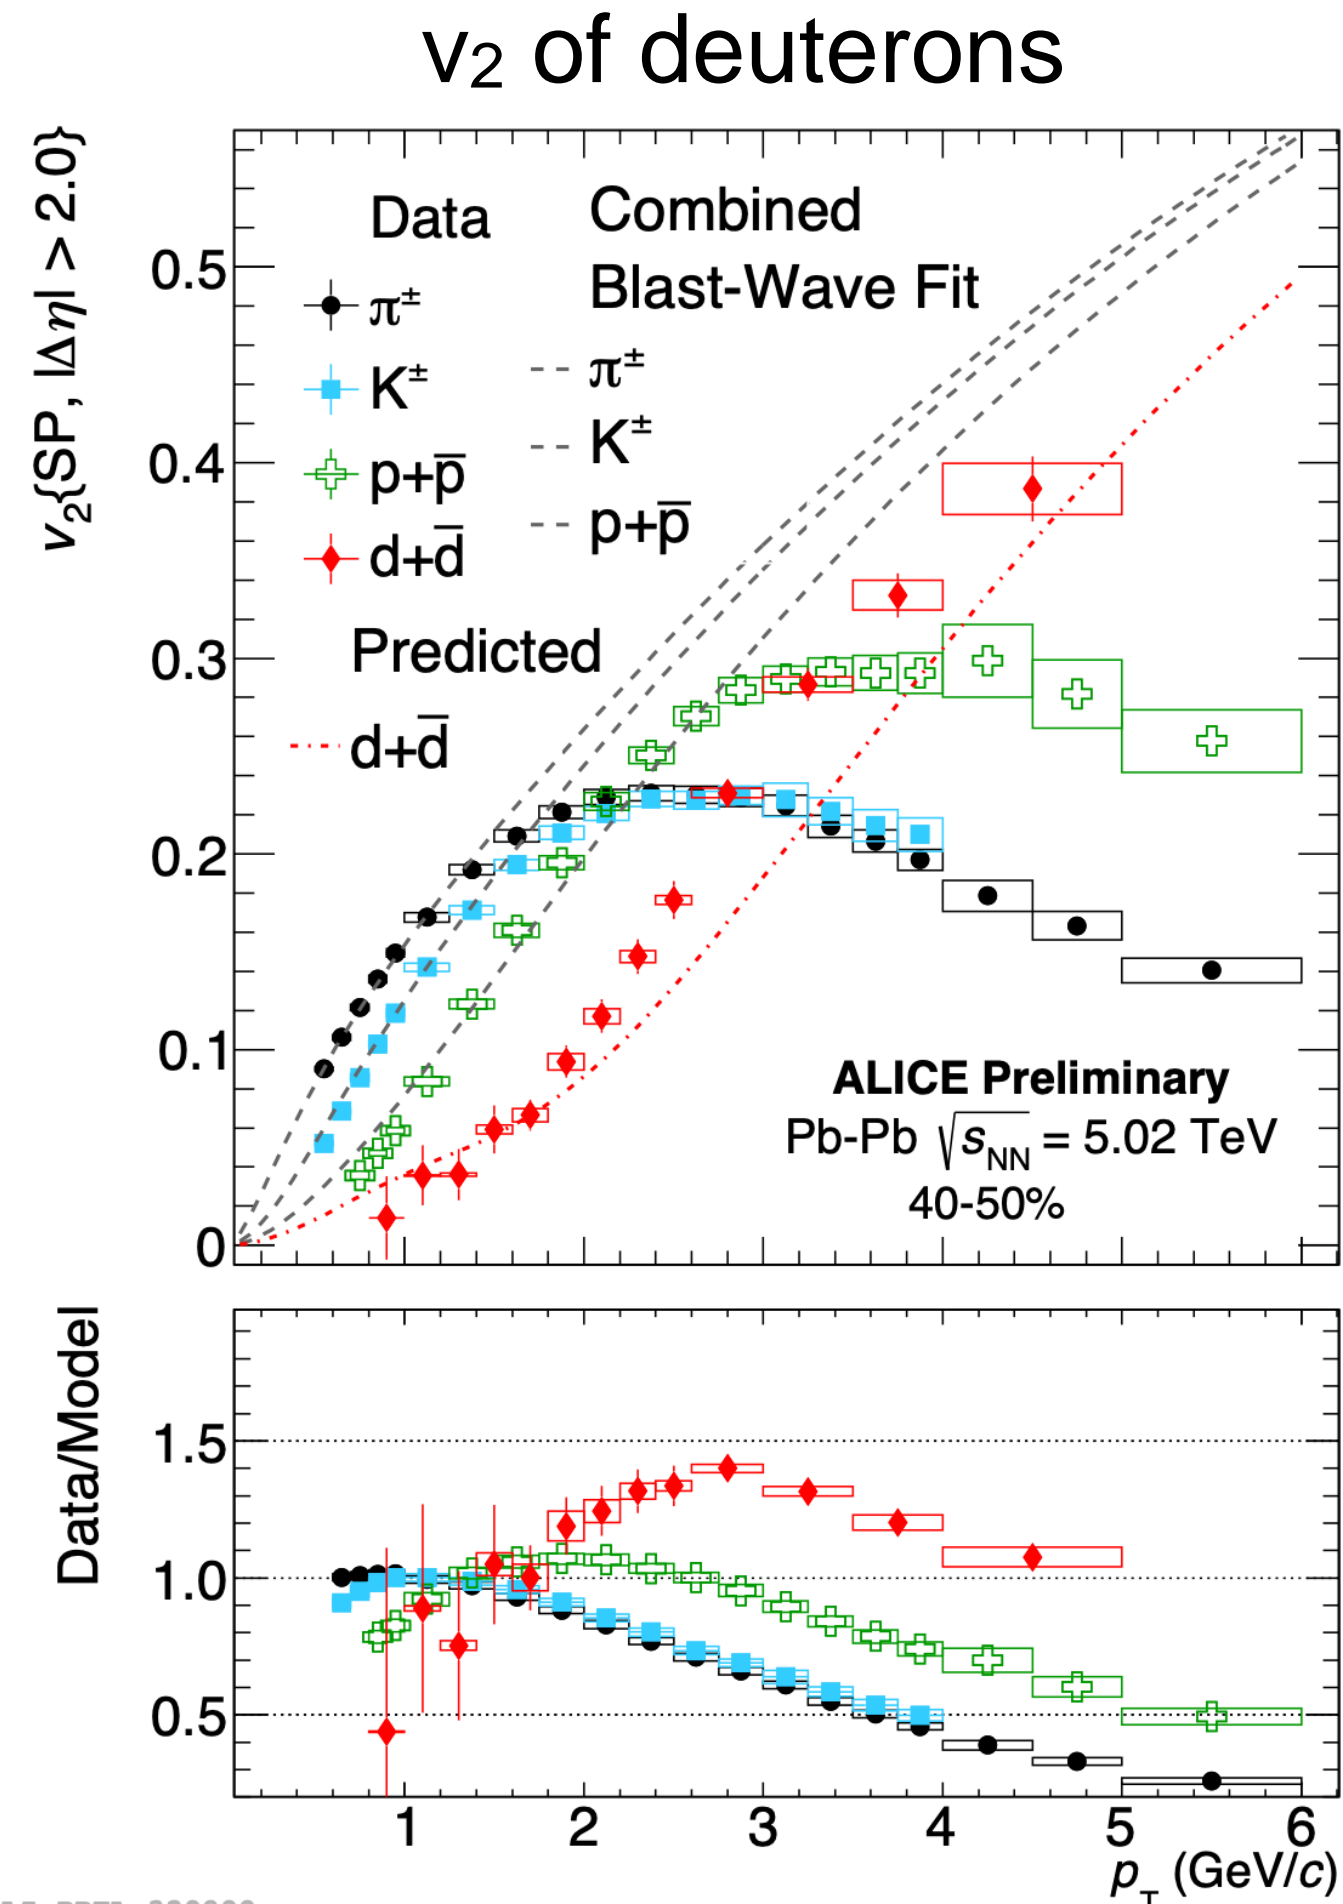 v₂ of deuterons
v₂{SP, |Δη| > 2.0}
Data
π±
K±
p+p̅
d+d̅
Combined
Blast-Wave Fit
π±
K±
p+p̅
Predicted
d+d̅
0.5
0.4
0.3
0.2
0.1
0
ALICE Preliminary
Pb-Pb √sNN = 5.02 TeV
40-50%
Data/Model
1.5
1.0
0.5
1 2 3 4 5 6
pT (GeV/c)